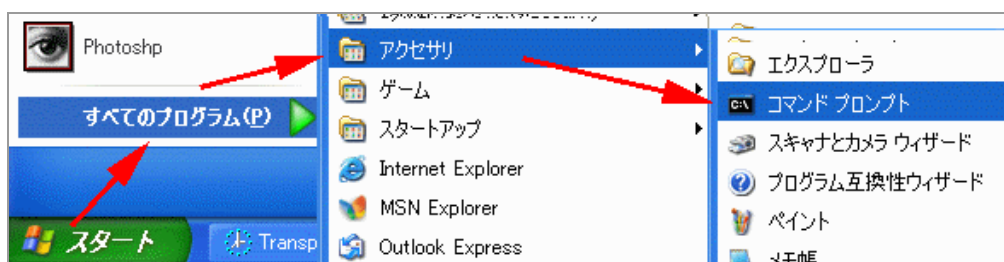 Photoshp
すべてのプログラム(P)
スタート
Transp
アクセサリ
ゲーム
スタートアップ
Internet Explorer
MSN Explorer
Outlook Express
エクスプローラ
C:\
コマンド プロンプト
スキャナとカメラ ウィザード
プログラム互換性ウィザード
ペイント
メモ帳